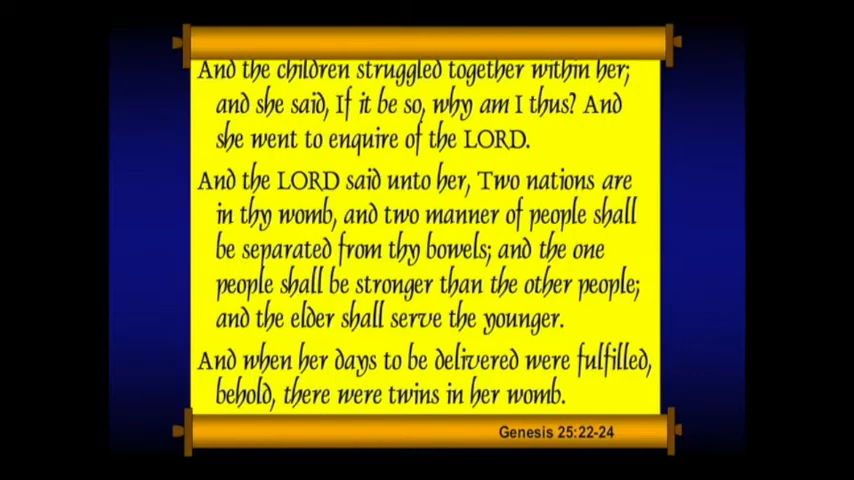 And the children struggled together within her;
and she said, If it be so, why am I thus? And
she went to enquire of the LORD.
And the LORD said unto her, Two nations are
in thy womb, and two manner of people shall
be separated from thy bowels; and the one
people shall be stronger than the other people;
and the elder shall serve the younger.
And when her days to be delivered were fulfilled,
behold, there were twins in her womb.
Genesis 25:22-24